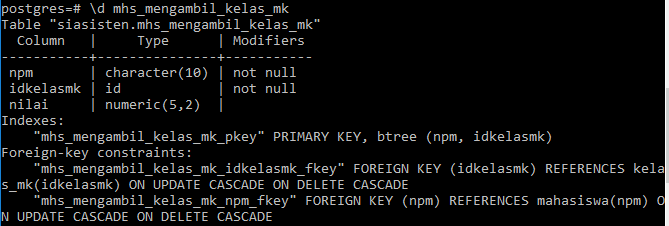 postgres=# \d mhs_mengambil_kelas_mk
Table "siasisten.mhs_mengambil_kelas_mk"
  Column   |     Type      | Modifiers
-----------+---------------+-----------
 npm       | character(10) | not null
 idkelasmk | id            | not null
 nilai     | numeric(5,2)  |
Indexes:
    "mhs_mengambil_kelas_mk_pkey" PRIMARY KEY, btree (npm, idkelasmk)
Foreign-key constraints:
    "mhs_mengambil_kelas_mk_idkelasmk_fkey" FOREIGN KEY (idkelasmk) REFERENCES kela
s_mk(idkelasmk) ON UPDATE CASCADE ON DELETE CASCADE
    "mhs_mengambil_kelas_mk_npm_fkey" FOREIGN KEY (npm) REFERENCES mahasiswa(npm) O
N UPDATE CASCADE ON DELETE CASCADE